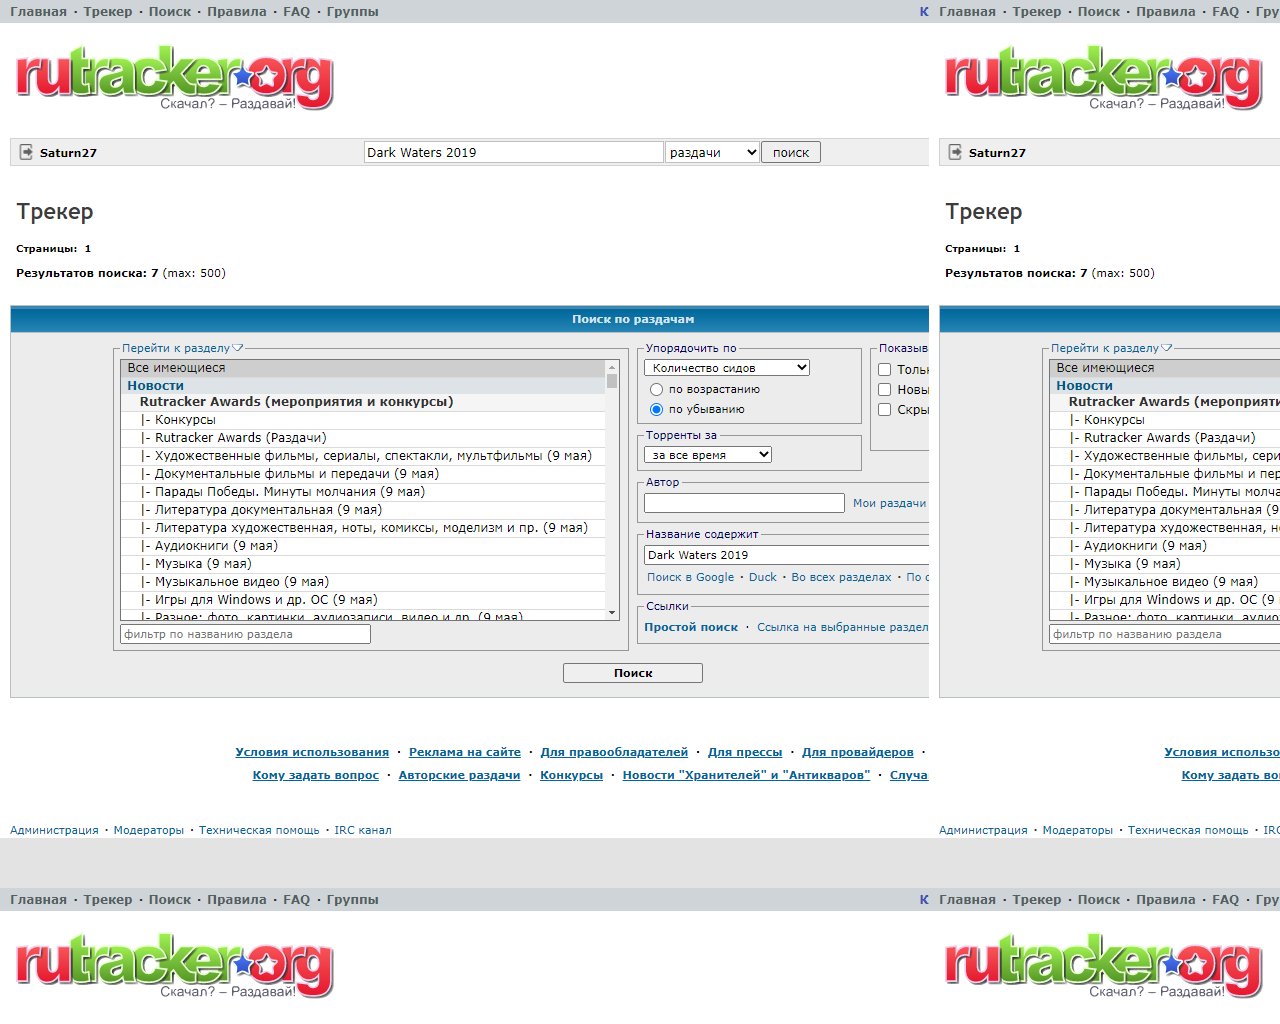 Главная · Трекер · Поиск · Правила · FAQ · Группы
К Главная · Трекер · Поиск · Правила · FAQ · Гру
rutracker.org
Скачал? – Раздавай!
rutracker.org
Скачал? – Раздавай!
Saturn27
Dark Waters 2019
раздачи
поиск
Saturn27
Трекер
Трекер
Страницы: 1
Страницы: 1
Результатов поиска: 7 (max: 500)
Результатов поиска: 7 (max: 500)
Поиск по раздачам
Перейти к разделу
Все имеющиеся
Новости
Rutracker Awards (мероприятия и конкурсы)
|- Конкурсы
|- Rutracker Awards (Раздачи)
|- Художественные фильмы, сериалы, спектакли, мультфильмы (9 мая)
|- Документальные фильмы и передачи (9 мая)
|- Парады Победы. Минуты молчания (9 мая)
|- Литература документальная (9 мая)
|- Литература художественная, ноты, комиксы, моделизм и пр. (9 мая)
|- Аудиокниги (9 мая)
|- Музыка (9 мая)
|- Музыкальное видео (9 мая)
|- Игры для Windows и др. ОС (9 мая)
|- Разное: фото, картинки, аудиозаписи, видео и др. (9 мая)
фильтр по названию раздела
Упорядочить по
Количество сидов
по возрастанию
по убыванию
Торренты за
за все время
Автор
Мои раздачи
Название содержит
Dark Waters 2019
Поиск в Google · Duck · Во всех разделах · По о
Ссылки
Простой поиск · Ссылка на выбранные раздел
Показыв
Тольк
Новы
Скры
Поиск
Перейти к разделу
Все имеющиеся
Новости
Rutracker Awards (мероприяти
|- Конкурсы
|- Rutracker Awards (Раздачи)
|- Художественные фильмы, сери
|- Документальные фильмы и пере
|- Парады Победы. Минуты молча
|- Литература документальная (9
|- Литература художественная, но
|- Аудиокниги (9 мая)
|- Музыка (9 мая)
|- Музыкальное видео (9 мая)
|- Игры для Windows и др. ОС (9
|- Разное: фото, картинки, аудио
фильтр по названию раздела
Условия использования · Реклама на сайте · Для правообладателей · Для прессы · Для провайдеров ·
Кому задать вопрос · Авторские раздачи · Конкурсы · Новости "Хранителей" и "Антикваров" · Случа
Условия использо
Кому задать во
Администрация · Модераторы · Техническая помощь · IRC канал
Администрация · Модераторы · Техническая помощь · IRC
Главная · Трекер · Поиск · Правила · FAQ · Группы
К Главная · Трекер · Поиск · Правила · FAQ · Гру
rutracker.org
Скачал? – Раздавай!
rutracker.org
Скачал? – Раздавай!